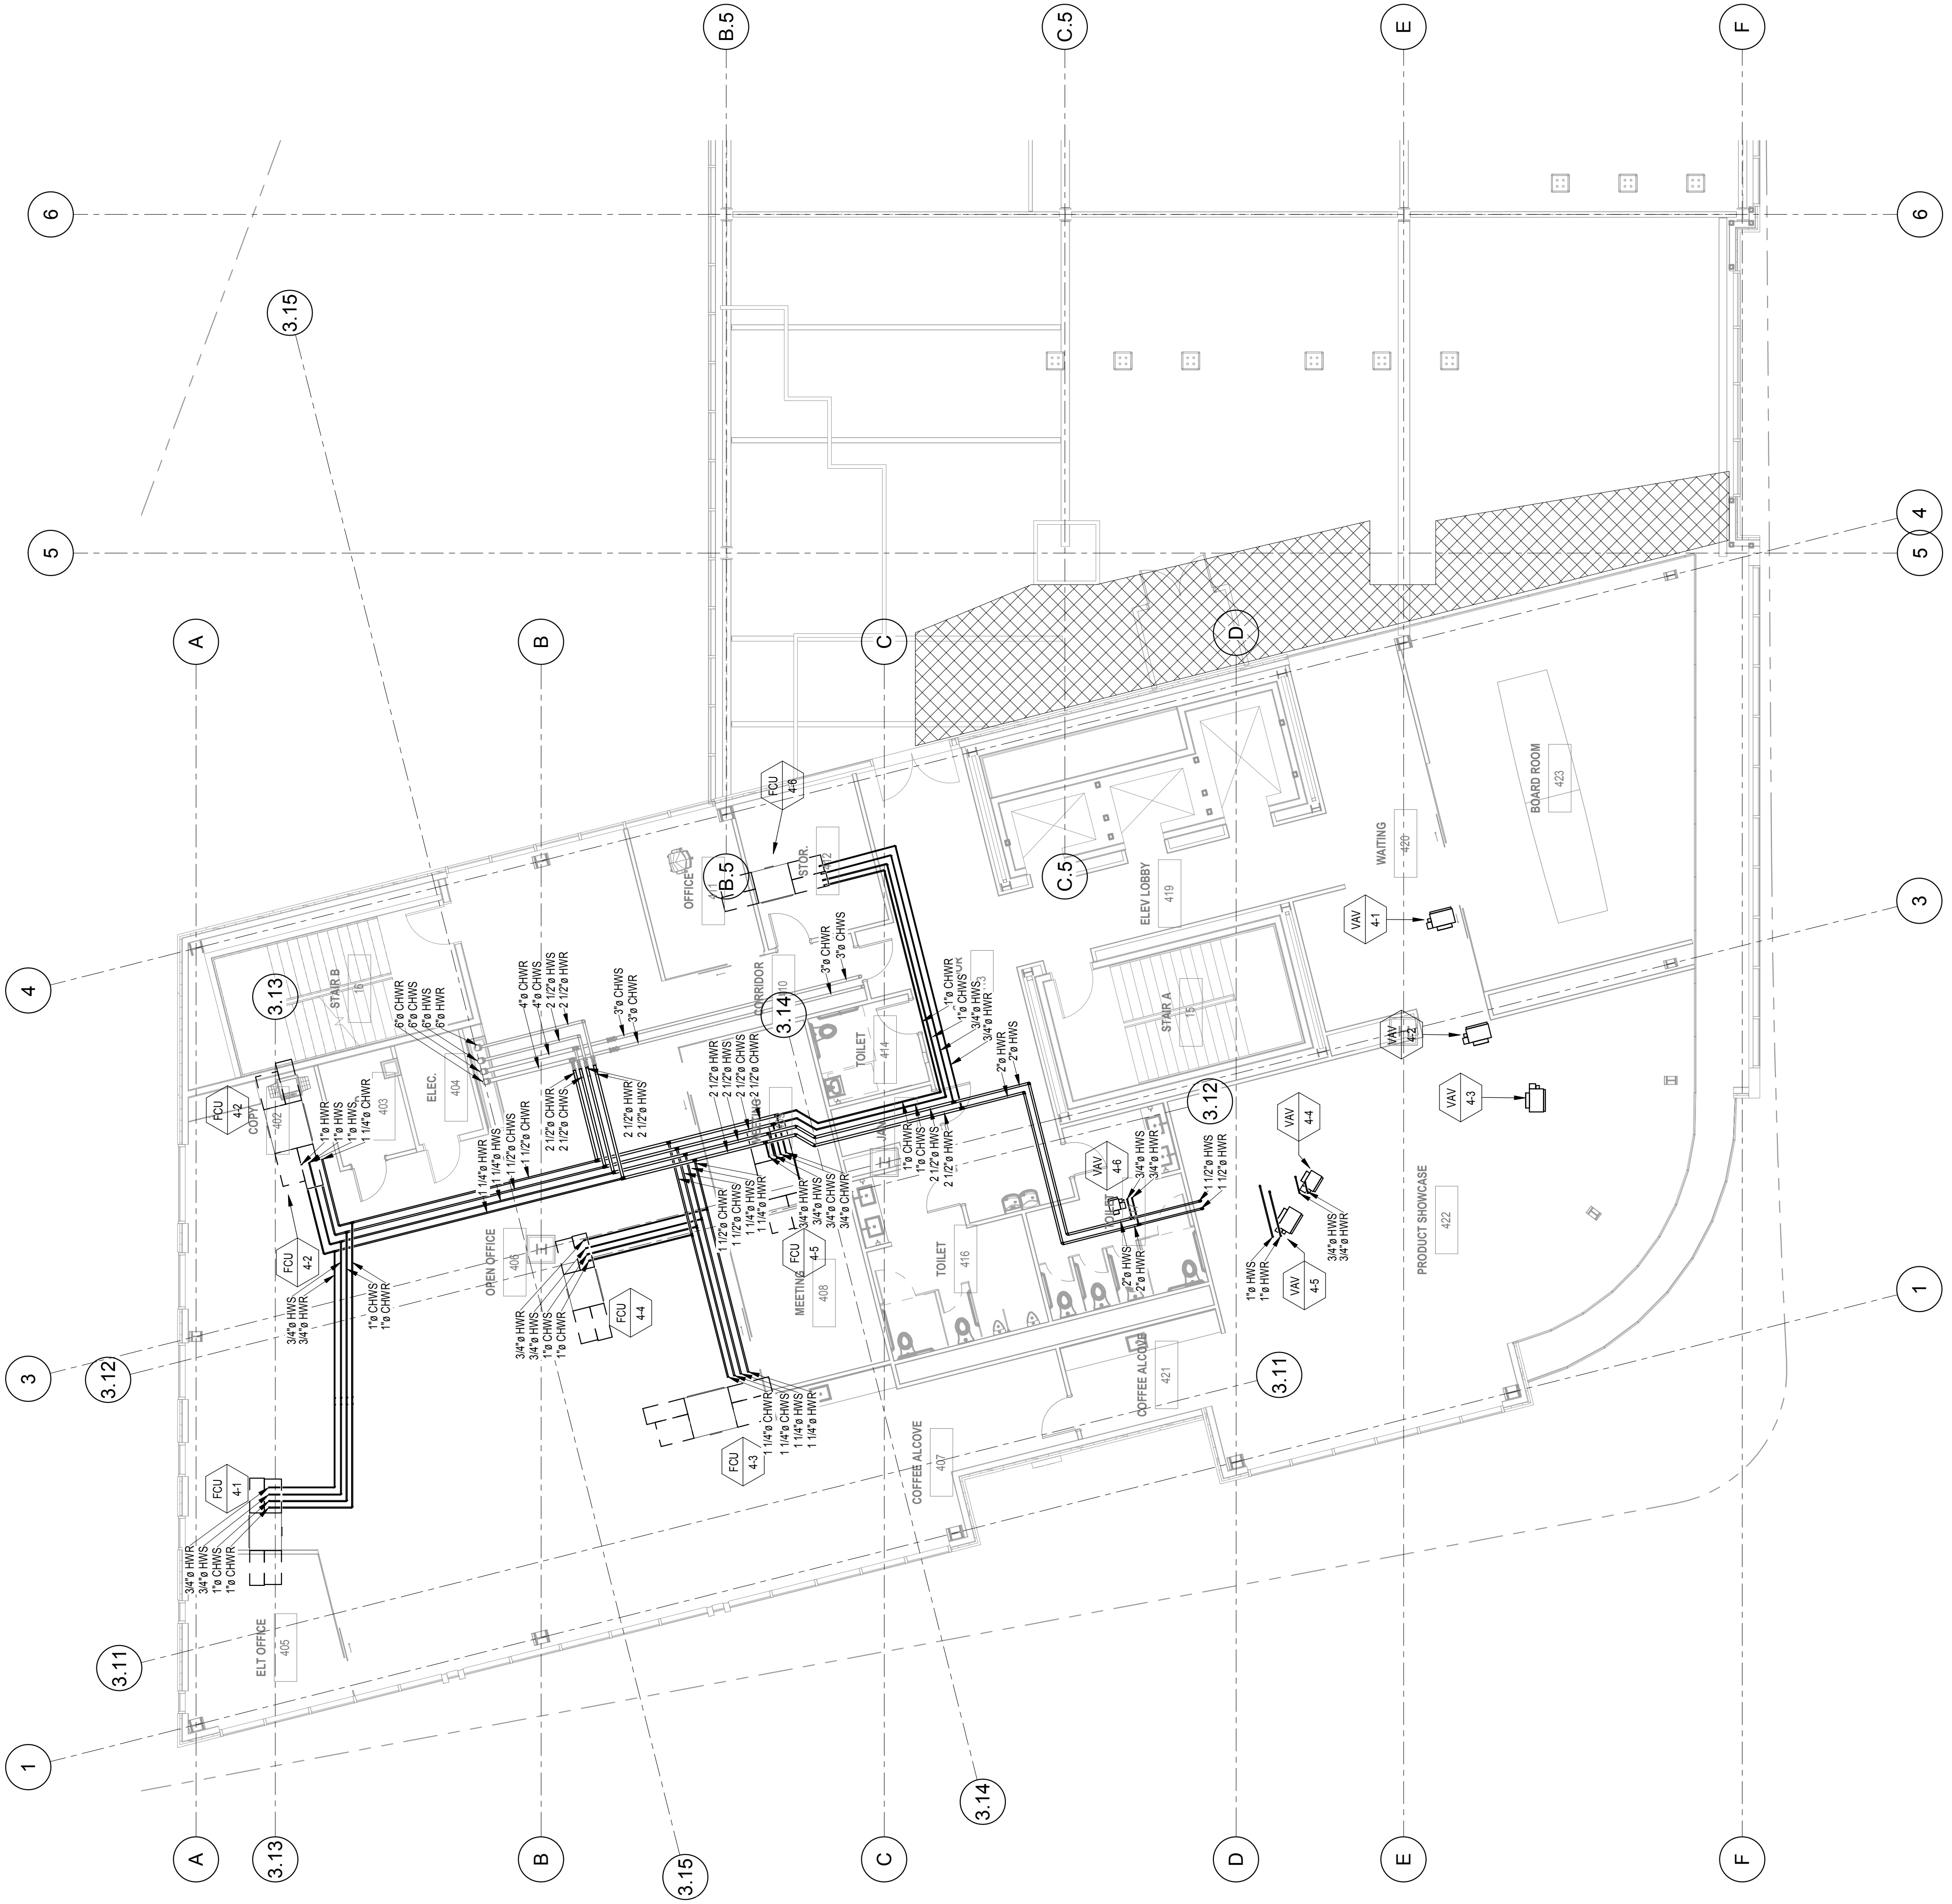 B.5
C.5
E
F
6
6
3.15
5
4
5
A
B
C
D
4
3.13
B.5
C.5
3
3.14
3.12
3
3.12
3.11
1
3.11
1
3.14
A
3.13
B
3.15
C
D
E
F
STAIR B
16
COPY
402
403
ELEC.
404
ELT OFFICE
405
OPEN OFFICE
406
COFFEE ALCOVE
407
MEETING
408
CORRIDOR
10
OFFICE
411
STOR.
412
TOILET
414
TOILET
416
STAIR A
15
ELEV LOBBY
419
WAITING
420
COFFEE ALCOVE
421
PRODUCT SHOWCASE
422
BOARD ROOM
423
FCU
4-1
FCU
4-2
FCU
4-2
FCU
4-3
FCU
4-4
FCU
4-5
FCU
4-6
VAV
4-1
VAV
4-2
VAV
4-3
VAV
4-4
VAV
4-5
VAV
4-6
6"ø CHWR
6"ø CHWS
6"ø HWS
6"ø HWR
4"ø CHWR
4"ø CHWS
2 1/2"ø HWS
2 1/2"ø HWR
3"ø CHWS
3"ø CHWR
3"ø CHWR
3"ø CHWS
1"ø HWR
1"ø HWS
1"ø HWS
1 1/4"ø CHWR
1 1/4"ø HWR
1 1/4"ø HWS
1 1/2"ø CHWS
1 1/2"ø CHWR
2 1/2"ø CHWR
2 1/2"ø CHWS
2 1/2"ø HWR
2 1/2"ø HWS
2 1/2"ø HWR
2 1/2"ø HWS
2 1/2"ø CHWS
2 1/2"ø CHWR
3/4"ø HWS
3/4"ø HWR
1"ø CHWS
1"ø CHWR
3/4"ø HWR
3/4"ø HWS
1"ø CHWS
1"ø CHWR
3/4"ø HWR
3/4"ø HWS
1"ø CHWS
1"ø CHWR
1 1/2"ø CHWR
1 1/2"ø CHWS
1 1/4"ø HWS
1 1/4"ø HWR
3/4"ø HWR
3/4"ø HWS
3/4"ø CHWS
3/4"ø CHWR
1 1/4"ø CHWR
1 1/4"ø CHWS
1 1/4"ø HWS
1 1/4"ø HWR
1"ø CHWR
1"ø CHWS
3/4"ø HWS
3/4"ø HWR
2"ø HWR
2"ø HWS
1"ø CHWR
1"ø CHWS
2 1/2"ø HWS
2 1/2"ø HWR
3/4"ø HWS
3/4"ø HWR
2"ø HWS
2"ø HWR
1 1/2"ø HWS
1 1/2"ø HWR
1"ø HWS
1"ø HWR
3/4"ø HWS
3/4"ø HWR